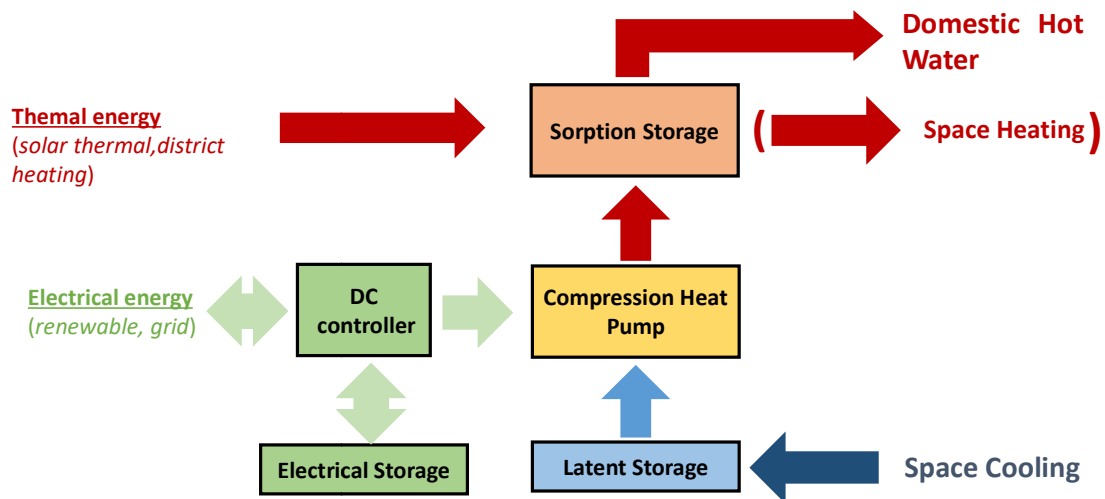 Domestic Hot
Water
Themal energy
(solar thermal,district
heating)
Sorption Storage
( Space Heating )
Electrical energy
(renewable, grid)
DC
controller
Compression Heat
Pump
Electrical Storage
Latent Storage
Space Cooling